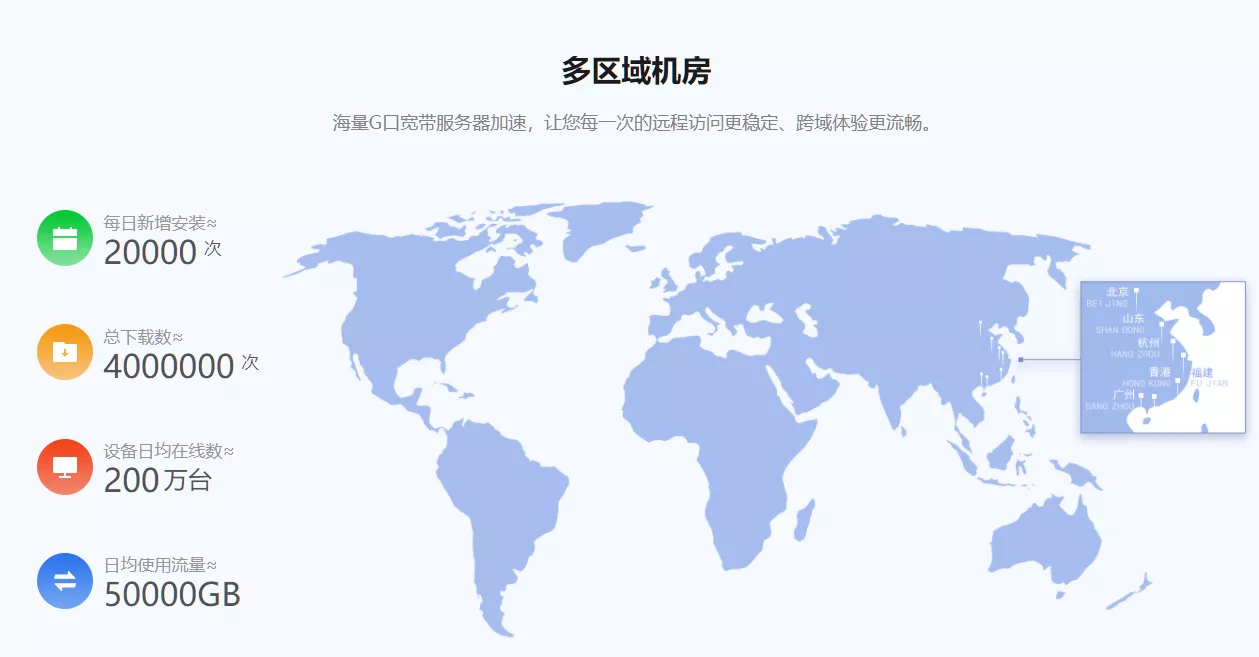 多区域机房
海量G口宽带服务器加速，让您每一次的远程访问更稳定、跨域体验更流畅。
每日新增安装≈
20000 次
总下载数≈
4000000 次
设备日均在线数≈
200 万台
日均使用流量≈
50000GB
北京
BEI JING
山东
SHAN DONG
杭州
HANG ZHOU
香港
HONG KONG
福建
FU JIAN
广州
GANG ZHOU